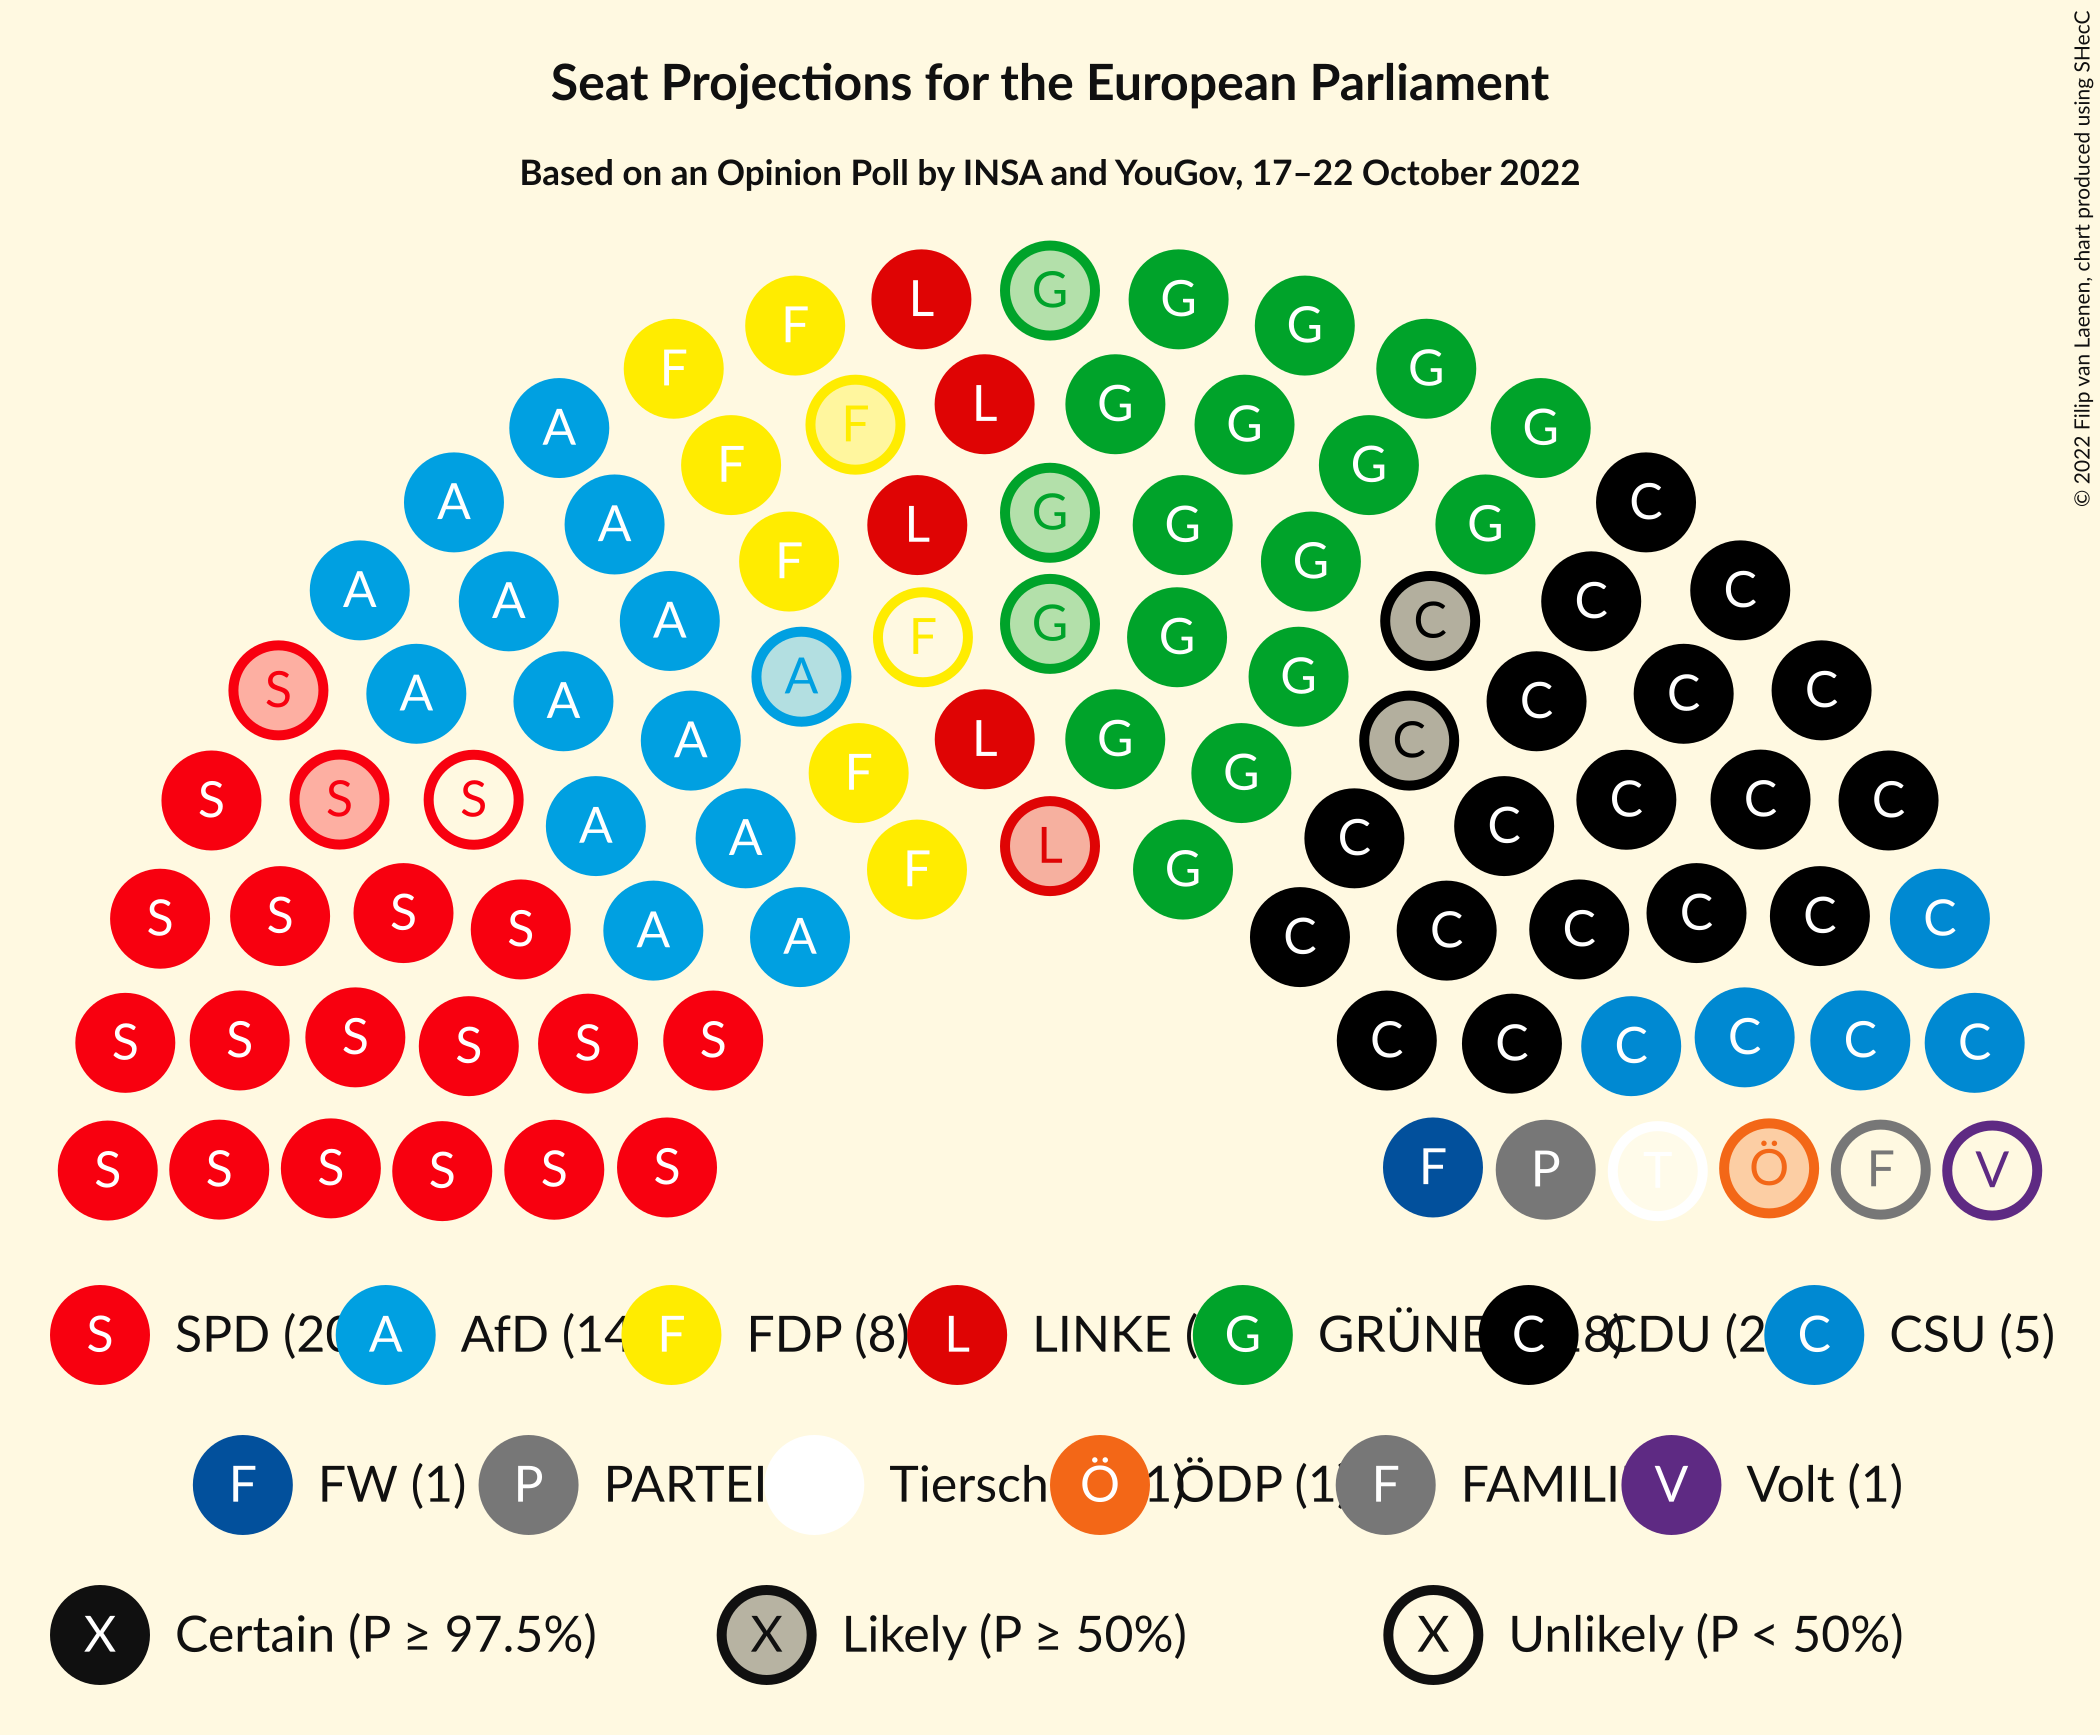 Seat Projections for the European Parliament
Based on an Opinion Poll by INSA and YouGov, 17–22 October 2022
© 2022 Filip van Laenen, chart produced using SHecC
G
L G
F G
F G
L G
A F G G
F G
A G
F G
A C
L G
A G G
F G
A G
A C
A C
A C
G
F G
S A G C
A C C
A C C
A L G C
F G
S S S C C C
A C
A C
L
F G
S S S C C C
S A C C
A C
S S S S S S C C C C C C
S S S S S S F P T Ö F V
S SPD (20 A AfD (14 F FDP (8) L LINKE ( G GRÜNE C 8) CDU (2 C CSU (5)
F FW (1) P PARTEI Tiersch Ö 1) ÖDP (1 F FAMILI V Volt (1)
X Certain (P ≥ 97.5%) X Likely (P ≥ 50%) X Unlikely (P < 50%)